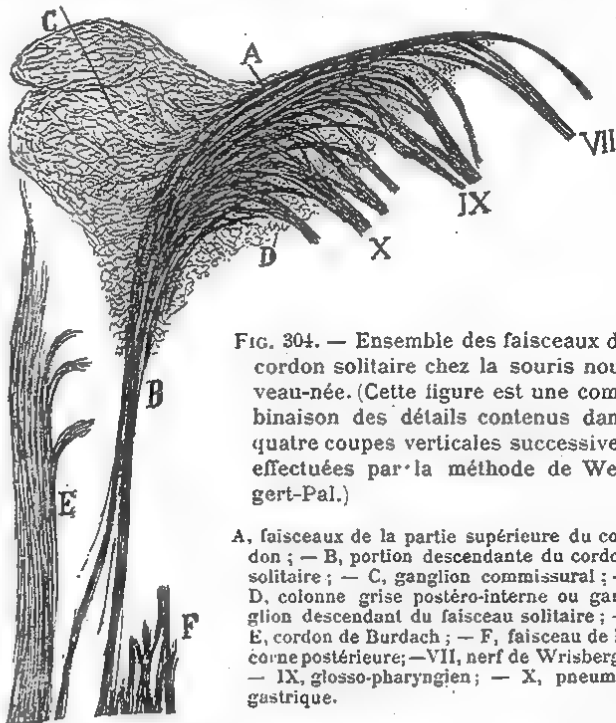 C
A
VII
IX
X
D
B
E
F
FIG. 304. — Ensemble des faisceaux d
cordon solitaire chez la souris nou
veau-née. (Cette figure est une com
binaison des détails contenus dan
quatre coupes verticales successive
effectuées par la méthode de We
gert-Pal.)
A, faisceaux de la partie supérieure du co
don ; — B, portion descendante du cordo
solitaire ; — C, ganglion commissural ; -
D, colonne grise postéro-interne ou gan
glion descendant du faisceau solitaire ; -
E, cordon de Burdach ; — F, faisceau de
corne postérieure; — VII, nerf de Wrisberg
— IX, glosso-pharyngien; — X, pneum
gastrique.